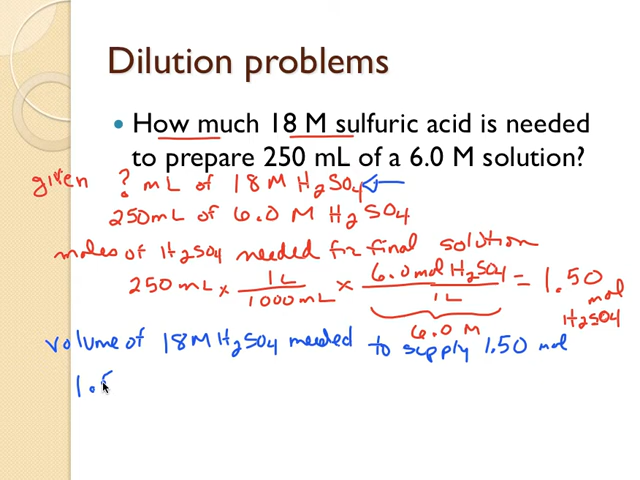 Dilution problems
• How much 18 M sulfuric acid is needed
to prepare 250 mL of a 6.0 M solution?
given ? mL of 18 M H2SO4 ←
250 mL of 6.0 M H2SO4
moles of H2SO4 needed for final solution
250 mL × 1 L / 1000 mL × 6.0 mol H2SO4 / 1 L = 1.50 mol H2SO4
6.0 M
volume of 18 M H2SO4 needed to supply 1.50 mol
1.5